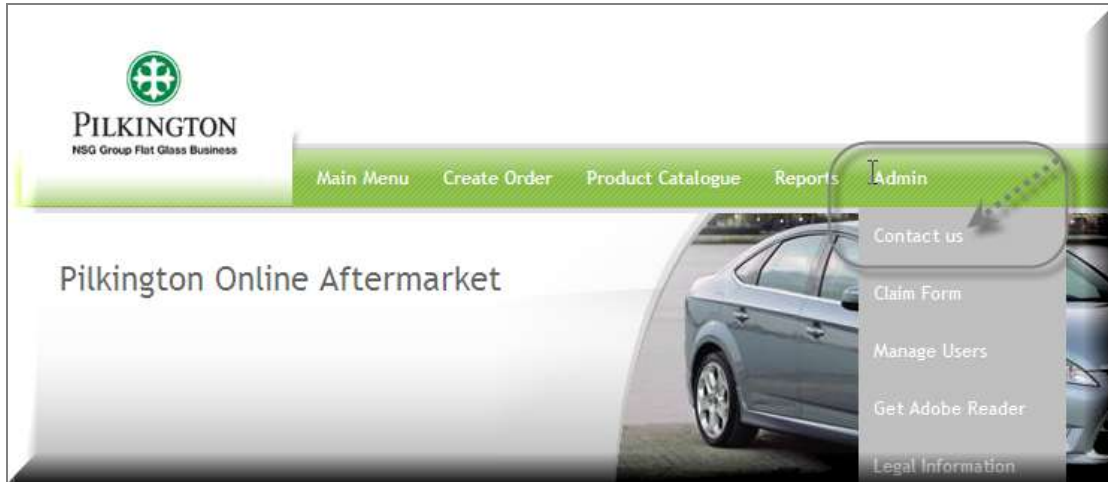 PILKINGTON
NSG Group Flat Glass Business
Main Menu Create Order Product Catalogue Reports Admin
Contact us
Pilkington Online Aftermarket
Claim Form
Manage Users
Get Adobe Reader
Legal Information